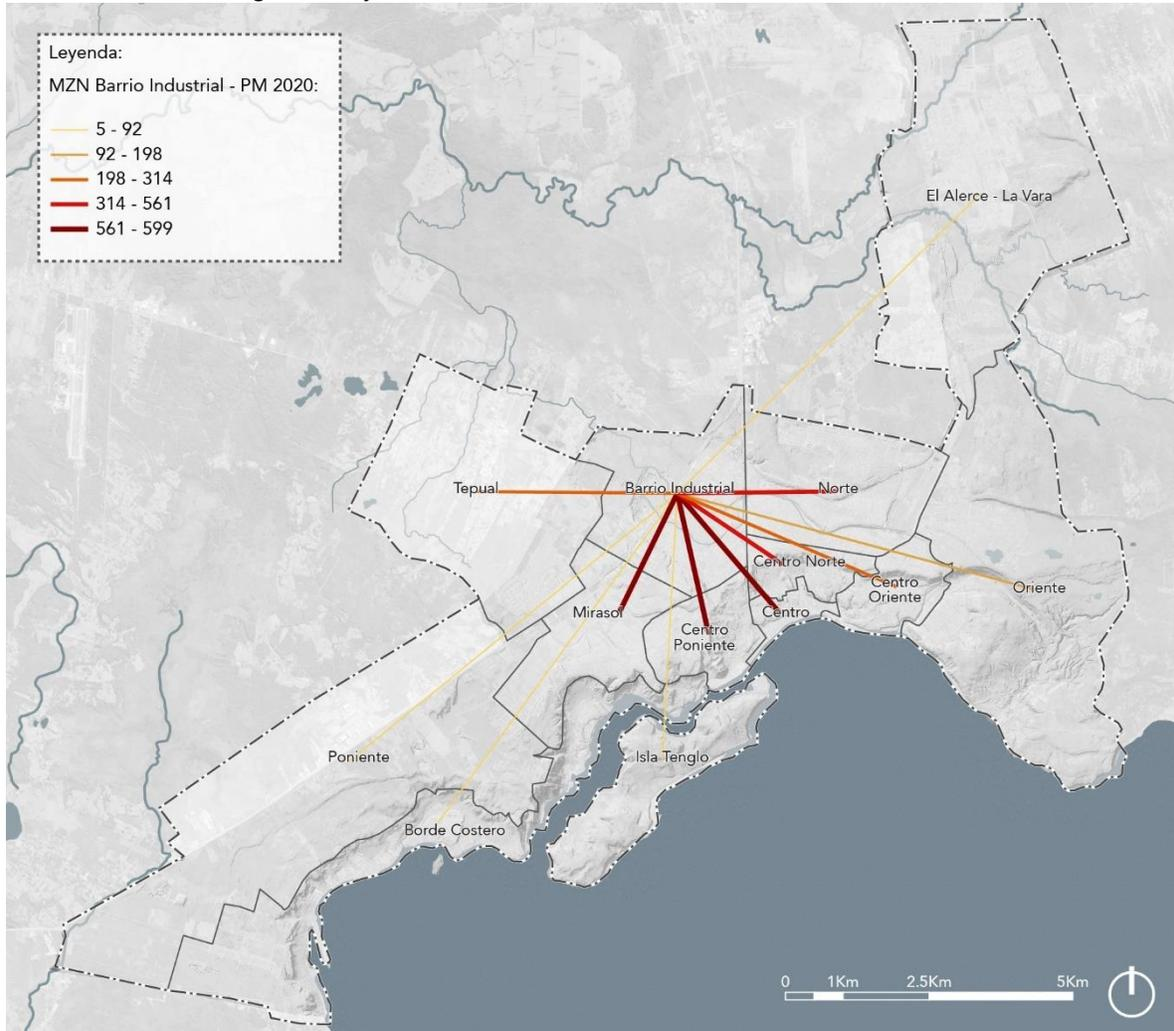 Leyenda:
MZN Barrio Industrial - PM 2020:
5 - 92
92 - 198
198 - 314
314 - 561
561 - 599
El Alerce - La Vara
Tepual
Barrio Industrial
Norte
Centro Norte
Centro
Oriente
Oriente
Mirasol
Centro
Centro
Poniente
Poniente
Isla Tenglo
Borde Costero
0
1Km
2.5Km
5Km